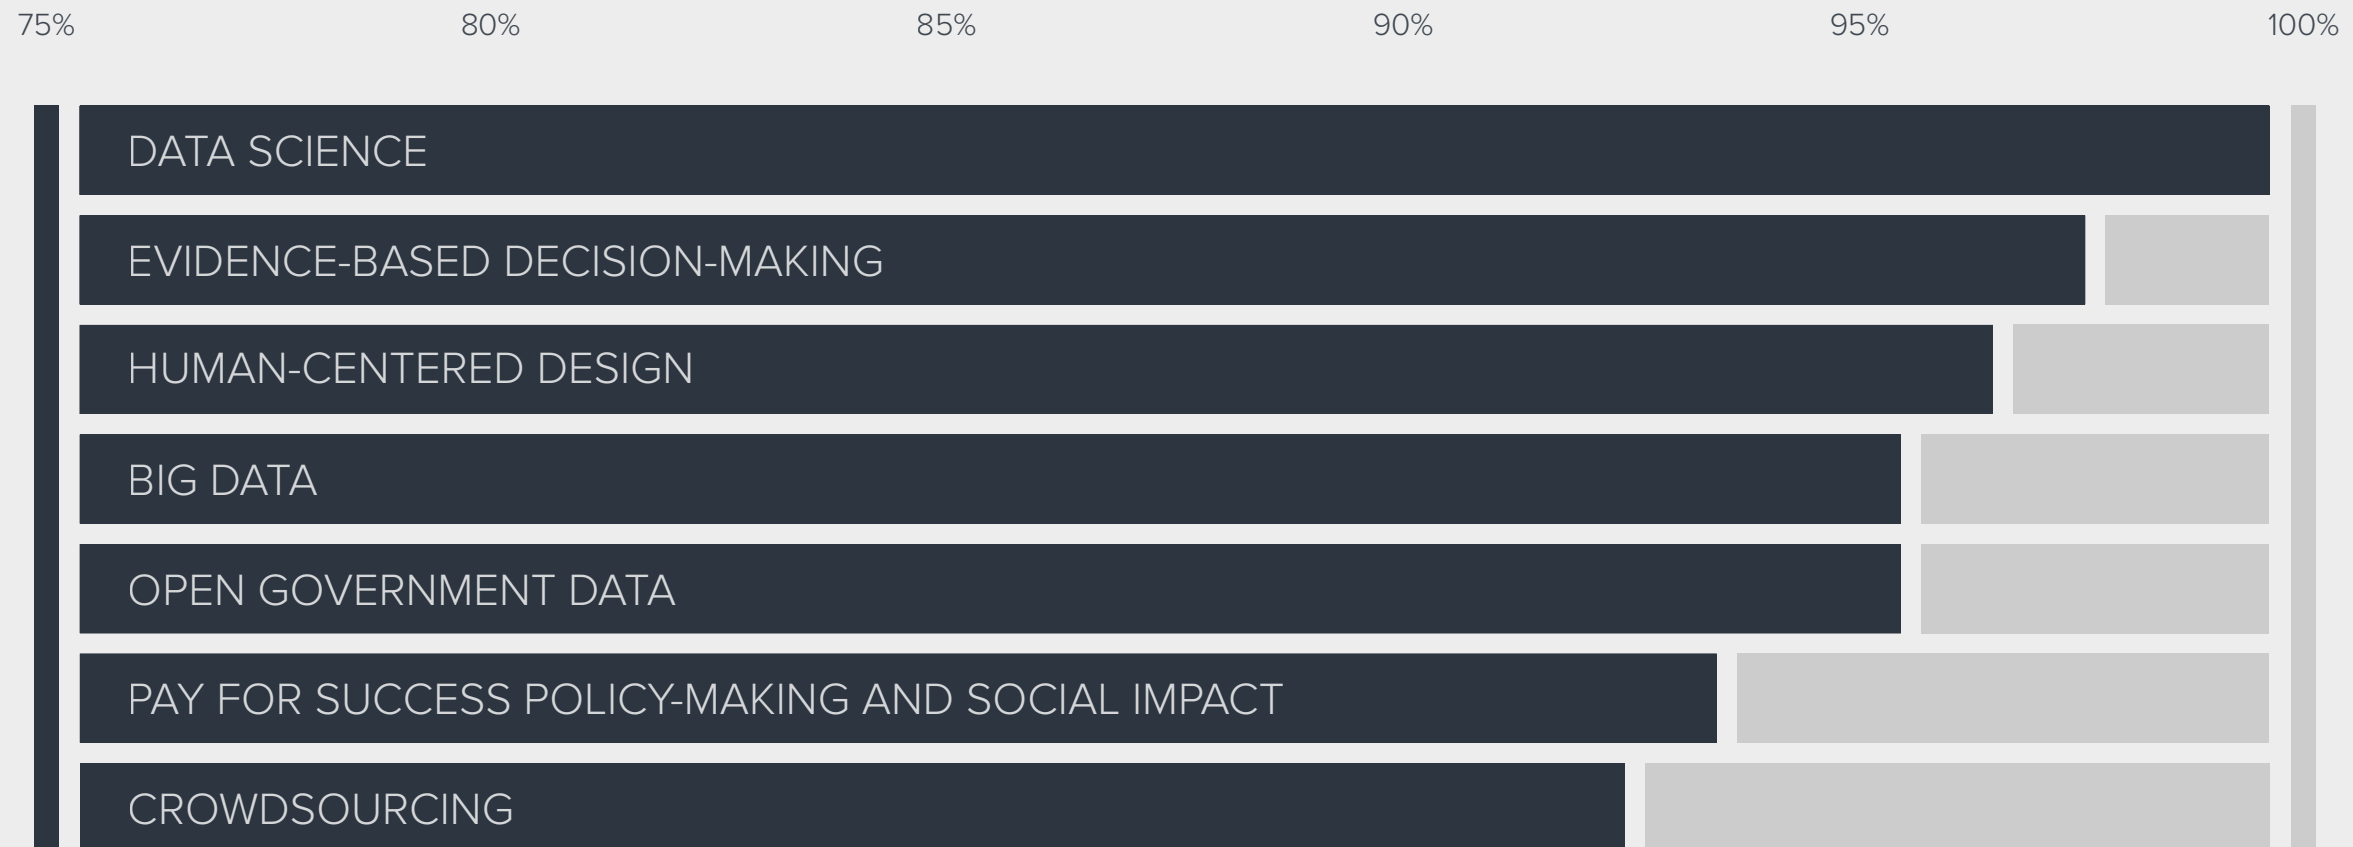 75% 80% 85% 90% 95% 100%
DATA SCIENCE
EVIDENCE-BASED DECISION-MAKING
HUMAN-CENTERED DESIGN
BIG DATA
OPEN GOVERNMENT DATA
PAY FOR SUCCESS POLICY-MAKING AND SOCIAL IMPACT
CROWDSOURCING